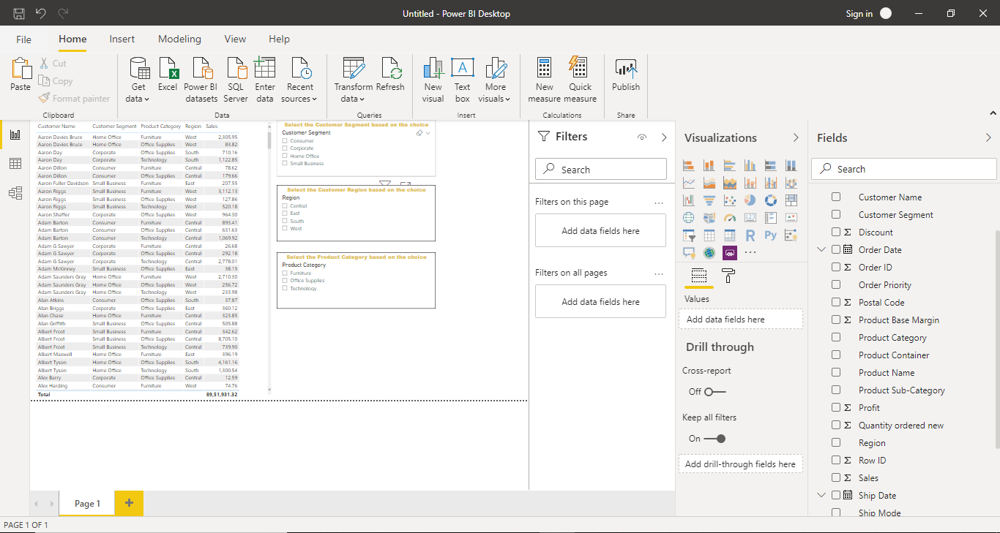 Untitled - Power BI Desktop
Sign in
File Home Insert Modeling View Help
Paste
Cut
Copy
Format painter
Clipboard
Get data
Excel
Power BI datasets
SQL Server
Enter data
Recent sources
Data
Transform data
Refresh
Queries
New visual
Text box
More visuals
Insert
New measure
Quick measure
Calculations
Publish
Share
Customer Name Customer Segment Product Category Region Sales
Aaron Davies Bruce Home Office Furniture West 2,305.95
Aaron Davies Bruce Home Office Office Supplies West 83.82
Aaron Day Corporate Office Supplies South 710.16
Aaron Day Corporate Technology South 1,122.85
Aaron Dillon Consumer Furniture Central 78.62
Aaron Dillon Consumer Office Supplies Central 179.66
Aaron Fuller Davidson Small Business Furniture East 207.55
Aaron Riggs Small Business Furniture West 3,112.13
Aaron Riggs Small Business Office Supplies West 127.86
Aaron Riggs Small Business Technology West 520.18
Aaron Shaffer Corporate Office Supplies West 964.30
Adam Barton Consumer Furniture Central 893.41
Adam Barton Consumer Office Supplies Central 631.63
Adam Barton Consumer Technology Central 1,069.92
Adam G Sawyer Corporate Furniture Central 26.68
Adam G Sawyer Corporate Office Supplies Central 292.18
Adam G Sawyer Corporate Technology Central 2,778.01
Adam McKinney Small Business Office Supplies East 38.15
Adam Saunders Gray Home Office Furniture West 2,710.30
Adam Saunders Gray Home Office Office Supplies West 256.72
Adam Saunders Gray Home Office Technology West 233.98
Alan Atkins Consumer Office Supplies South 37.87
Alan Briggs Corporate Office Supplies East 360.12
Alan Chase Home Office Furniture Central 323.85
Alan Griffith Small Business Office Supplies Central 505.88
Albert Frost Small Business Furniture Central 342.62
Albert Frost Small Business Office Supplies Central 8,705.10
Albert Frost Small Business Technology Central 739.90
Albert Maxwell Home Office Furniture East 396.19
Albert Tyson Home Office Office Supplies South 4,161.16
Albert Tyson Home Office Technology South 1,300.54
Alex Barry Corporate Office Supplies Central 12.59
Alex Harding Consumer Furniture West 74.76
Total 89,51,931.32
Select the Customer Segment based on the choice
Customer Segment
Consumer
Corporate
Home Office
Small Business
Select the Customer Region based on the choice
Region
Central
East
South
West
Select the Product Category based on the choice
Product Category
Furniture
Office Supplies
Technology
Filters
Search
Filters on this page ...
Add data fields here
Filters on all pages ...
Add data fields here
Visualizations
123
R Py
...
Values
Add data fields here
Drill through
Cross-report
Off
Keep all filters
On
Add drill-through fields here
Fields
Search
Customer Name
Customer Segment
Σ Discount
Order Date
Σ Order ID
Order Priority
Σ Postal Code
Σ Product Base Margin
Product Category
Product Container
Product Name
Product Sub-Category
Σ Profit
Σ Quantity ordered new
Region
Σ Row ID
Σ Sales
Ship Date
Ship Mode
Page 1
+
PAGE 1 OF 1